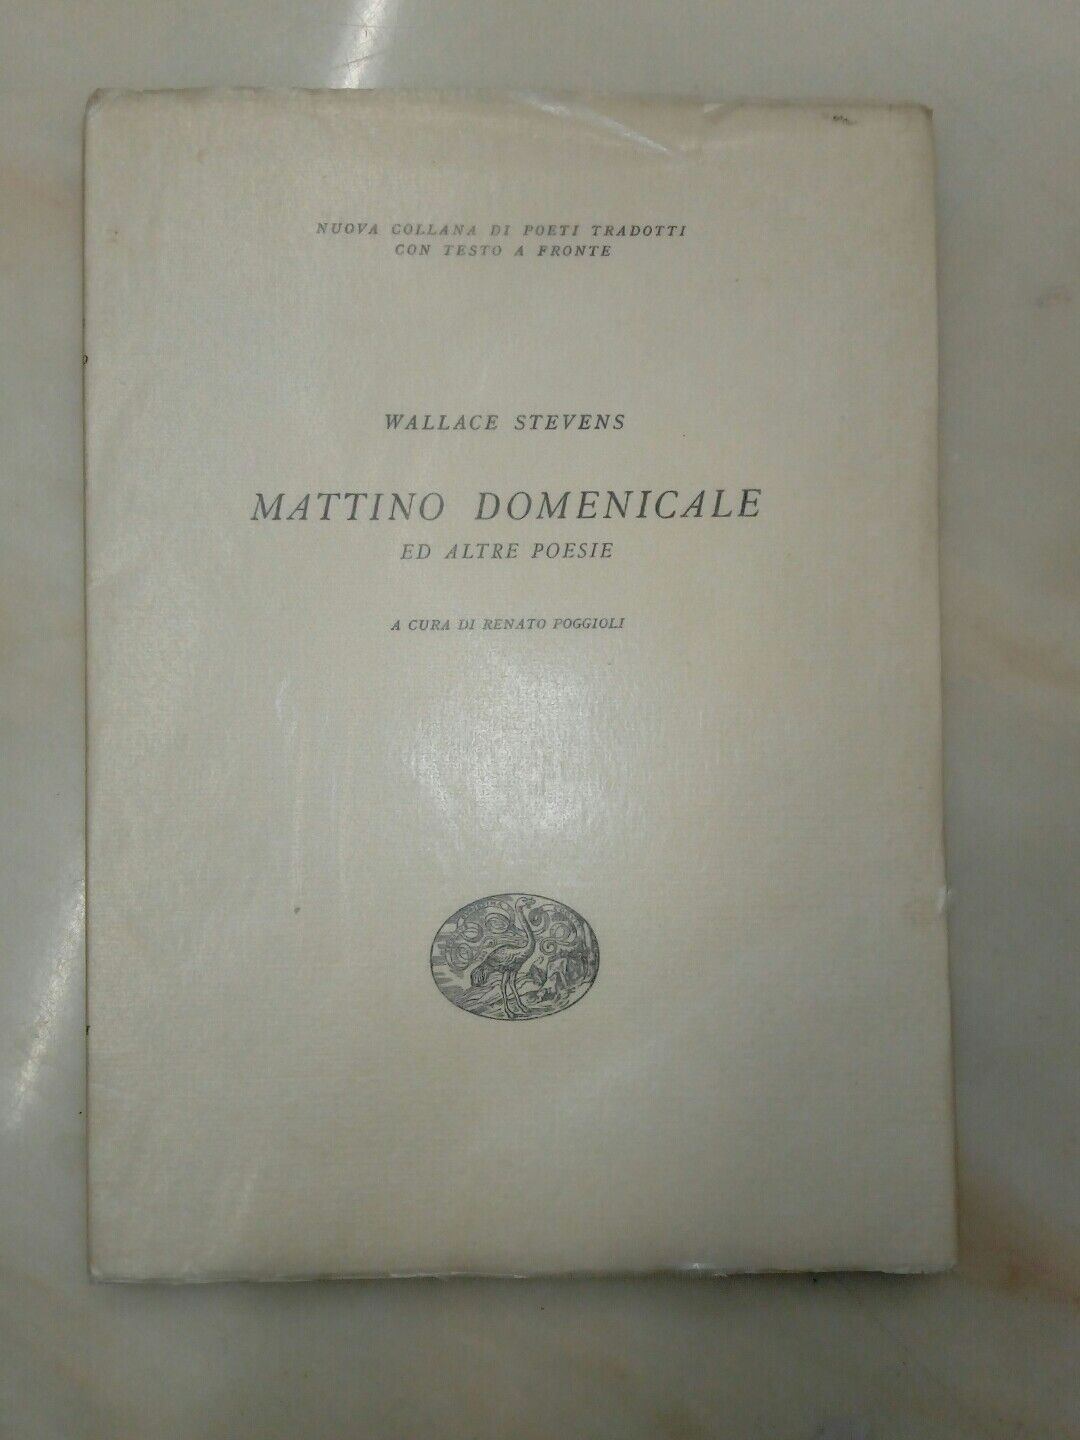 NUOVA COLLANA DI POETI TRADOTTI
CON TESTO A FRONTE
WALLACE STEVENS
MATTINO DOMENICALE
ED ALTRE POESIE
A CURA DI RENATO POGGIOLI